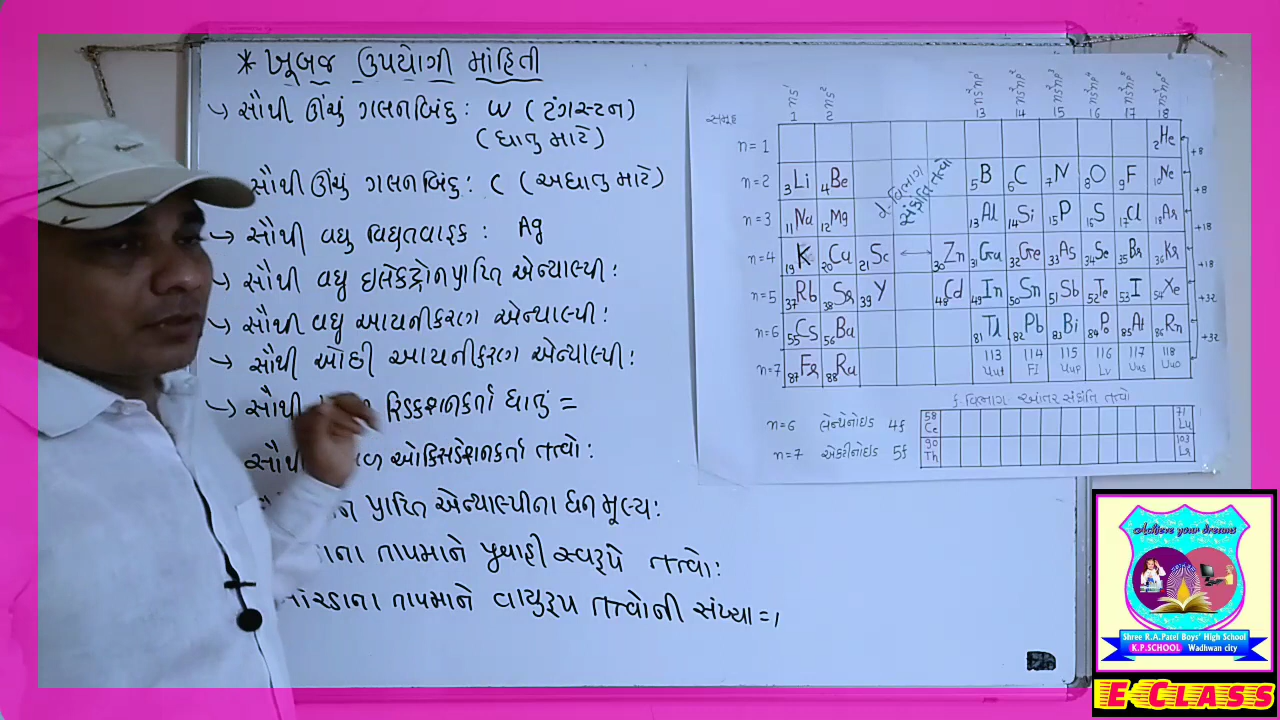 * ખૂબજ ઉપયોગી માહિતી
→ સૌથી ઊંચુ ગલનબિંદુ : W (ટંગસ્ટન)
(ધાતુ માટે)
સૌથી ઊંચુ ગલનબિંદુ : C (અધાતુ માટે)
→ સૌથી વધુ વિદ્યુતવાહક : Ag
→ સૌથી વધુ ઇલેક્ટ્રોનપ્રાપ્તિ એન્થાલ્પી :
→ સૌથી વધુ આયનીકરણ એન્થાલ્પી :
→ સૌથી ઓછી આયનીકરણ એન્થાલ્પી :
→ સૌથી રિડક્શનકર્તા ધાતું =
સૌથી ઓક્સિડેશનકર્તા તત્વો :
પ્રાપ્તિ એન્થાલ્પીના ધન મૂલ્ય :
તાપમાને પ્રવાહી સ્વરૂપે તત્વો :
ઓરડાના તાપમાને વાયુરૂપ તત્વોની સંખ્યા = 1
સમૂહ 1 2 13 14 15 16 17 18
n = 1 2He +8
n = 2 3Li 4Be 5B 6C 7N 8O 9F 10Ne +8
n = 3 11Na 12Mg d-વિભાગ સંક્રાંતિ તત્વો 13Al 14Si 15P 16S 17Cl 18Ar +18
n = 4 19K 20Ca 21Sc ↔ 30Zn 31Ga 32Ge 33As 34Se 35Br 36Kr +18
n = 5 37Rb 38Sr 39Y 48Cd 49In 50Sn 51Sb 52Te 53I 54Xe +32
n = 6 55Cs 56Ba 81Tl 82Pb 83Bi 84Po 85At 86Rn +32
n = 7 87Fr 88Ra 113 Uut 114 Fl 115 Uup 116 Lv 117 Uus 118 Uuo
f-વિભાગ આંતર સંક્રાંતિ તત્વો
n=6 લેન્થેનોઇડ 4f 58 Ce 71 Lu
n=7 એક્ટીનોઇડ 5f 90 Th 103 Lr
Achieve your dreams
Shree R.A.Patel Boys' High School
K.P.SCHOOL Wadhwan city
E Class